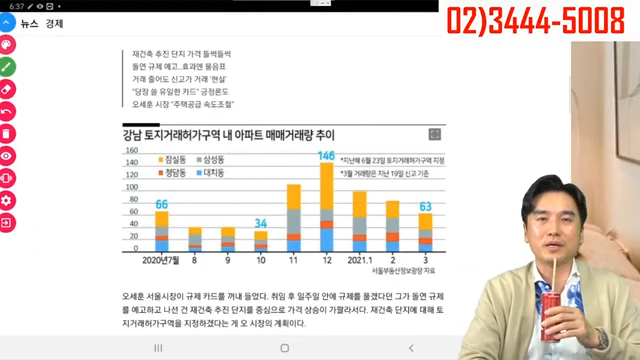 6:37
02)3444-5008
뉴스 경제
재건축 추진 단지 가격 들썩들썩
돌연 규제 예고..효과엔 물음표
거래 줄어도 신고가 거래 '현실'
"당장 쓸 유일한 카드" 긍정론도
오세훈 시장 "주택공급 속도조절"
강남 토지거래허가구역 내 아파트 매매거래량 추이
160
140
120
100
80
60
40
20
0
잠실동 삼성동
청담동 대치동
*지난해 6월 23일 토지거래허가구역 지정
*3월 거래량은 지난 19일 신고 기준
66
34
146
63
2020년7월 8 9 10 11 12 2021.1 2 3
서울부동산정보광장 자료
오세훈 서울시장이 규제 카드를 꺼내 들었다. 취임 후 일주일 안에 규제를 풀겠다던 그가 돌연 규제
를 예고하고 나선 건 재건축 추진 단지를 중심으로 가격 상승이 가팔라서다. 재건축 단지에 대해 토
지거래허가구역을 지정하겠다는 게 오 시장의 계획이다.